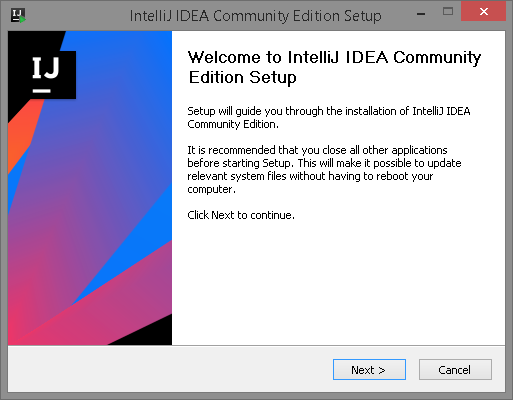 IntelliJ IDEA Community Edition Setup
IJ
Welcome to IntelliJ IDEA Community
Edition Setup
Setup will guide you through the installation of IntelliJ IDEA
Community Edition.
It is recommended that you close all other applications
before starting Setup. This will make it possible to update
relevant system files without having to reboot your
computer.
Click Next to continue.
Next >
Cancel